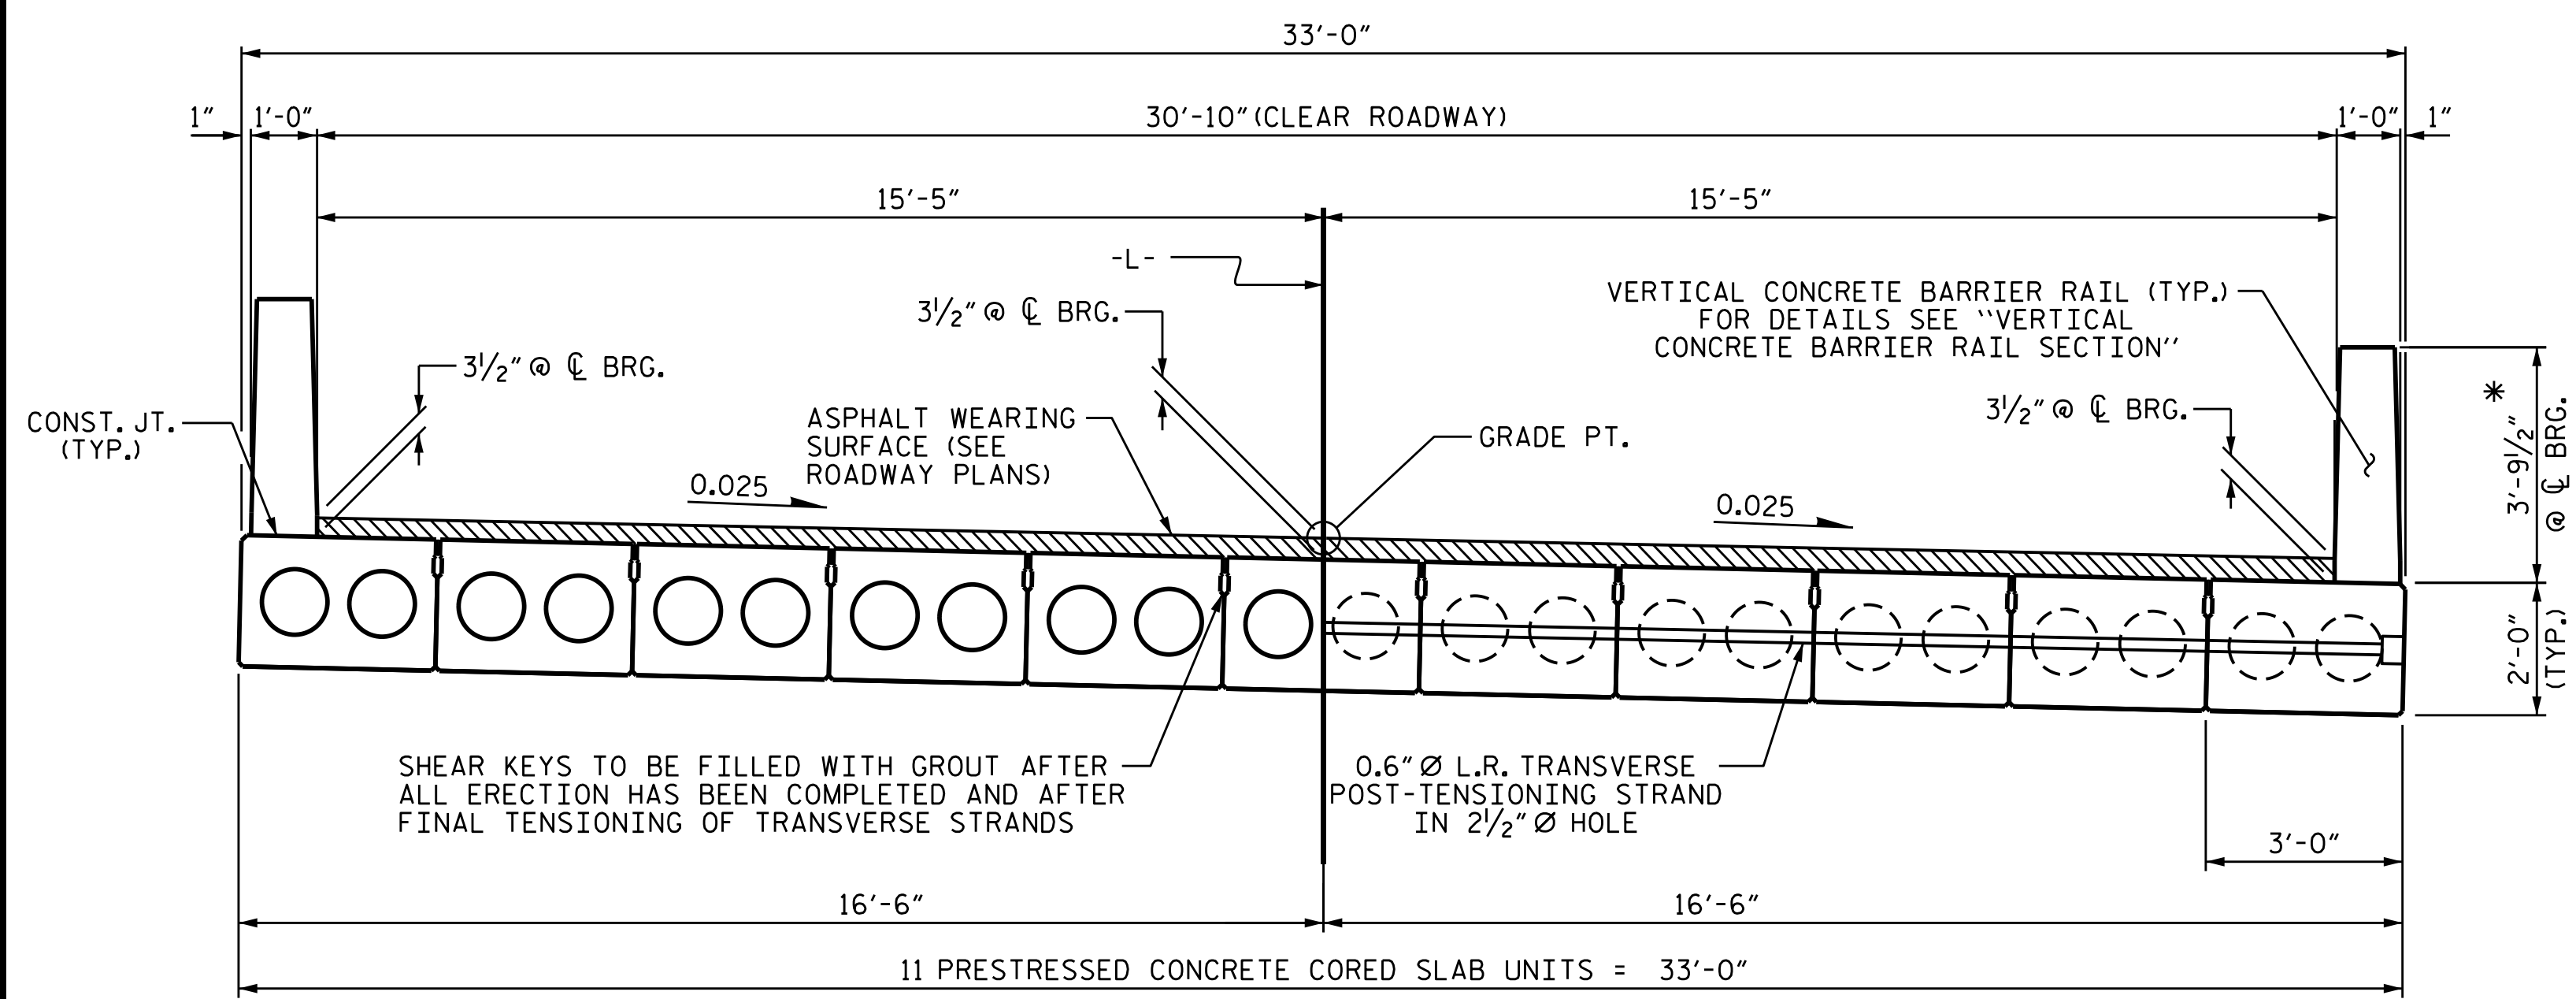 33'-0"
1"
1'-0"
30'-10" (CLEAR ROADWAY)
1'-0"
1"
15'-5"
15'-5"
-L-
3½" @ ℄ BRG.
VERTICAL CONCRETE BARRIER RAIL (TYP.)
FOR DETAILS SEE "VERTICAL
CONCRETE BARRIER RAIL SECTION"
3½" @ ℄ BRG.
3½" @ ℄ BRG.
CONST. JT.
(TYP.)
ASPHALT WEARING
SURFACE (SEE
ROADWAY PLANS)
GRADE PT.
0.025
0.025
3'-9½" *
@ ℄ BRG.
2'-0"
(TYP.)
SHEAR KEYS TO BE FILLED WITH GROUT AFTER
ALL ERECTION HAS BEEN COMPLETED AND AFTER
FINAL TENSIONING OF TRANSVERSE STRANDS
0.6" Ø L.R. TRANSVERSE
POST-TENSIONING STRAND
IN 2½" Ø HOLE
3'-0"
16'-6"
16'-6"
11 PRESTRESSED CONCRETE CORED SLAB UNITS = 33'-0"